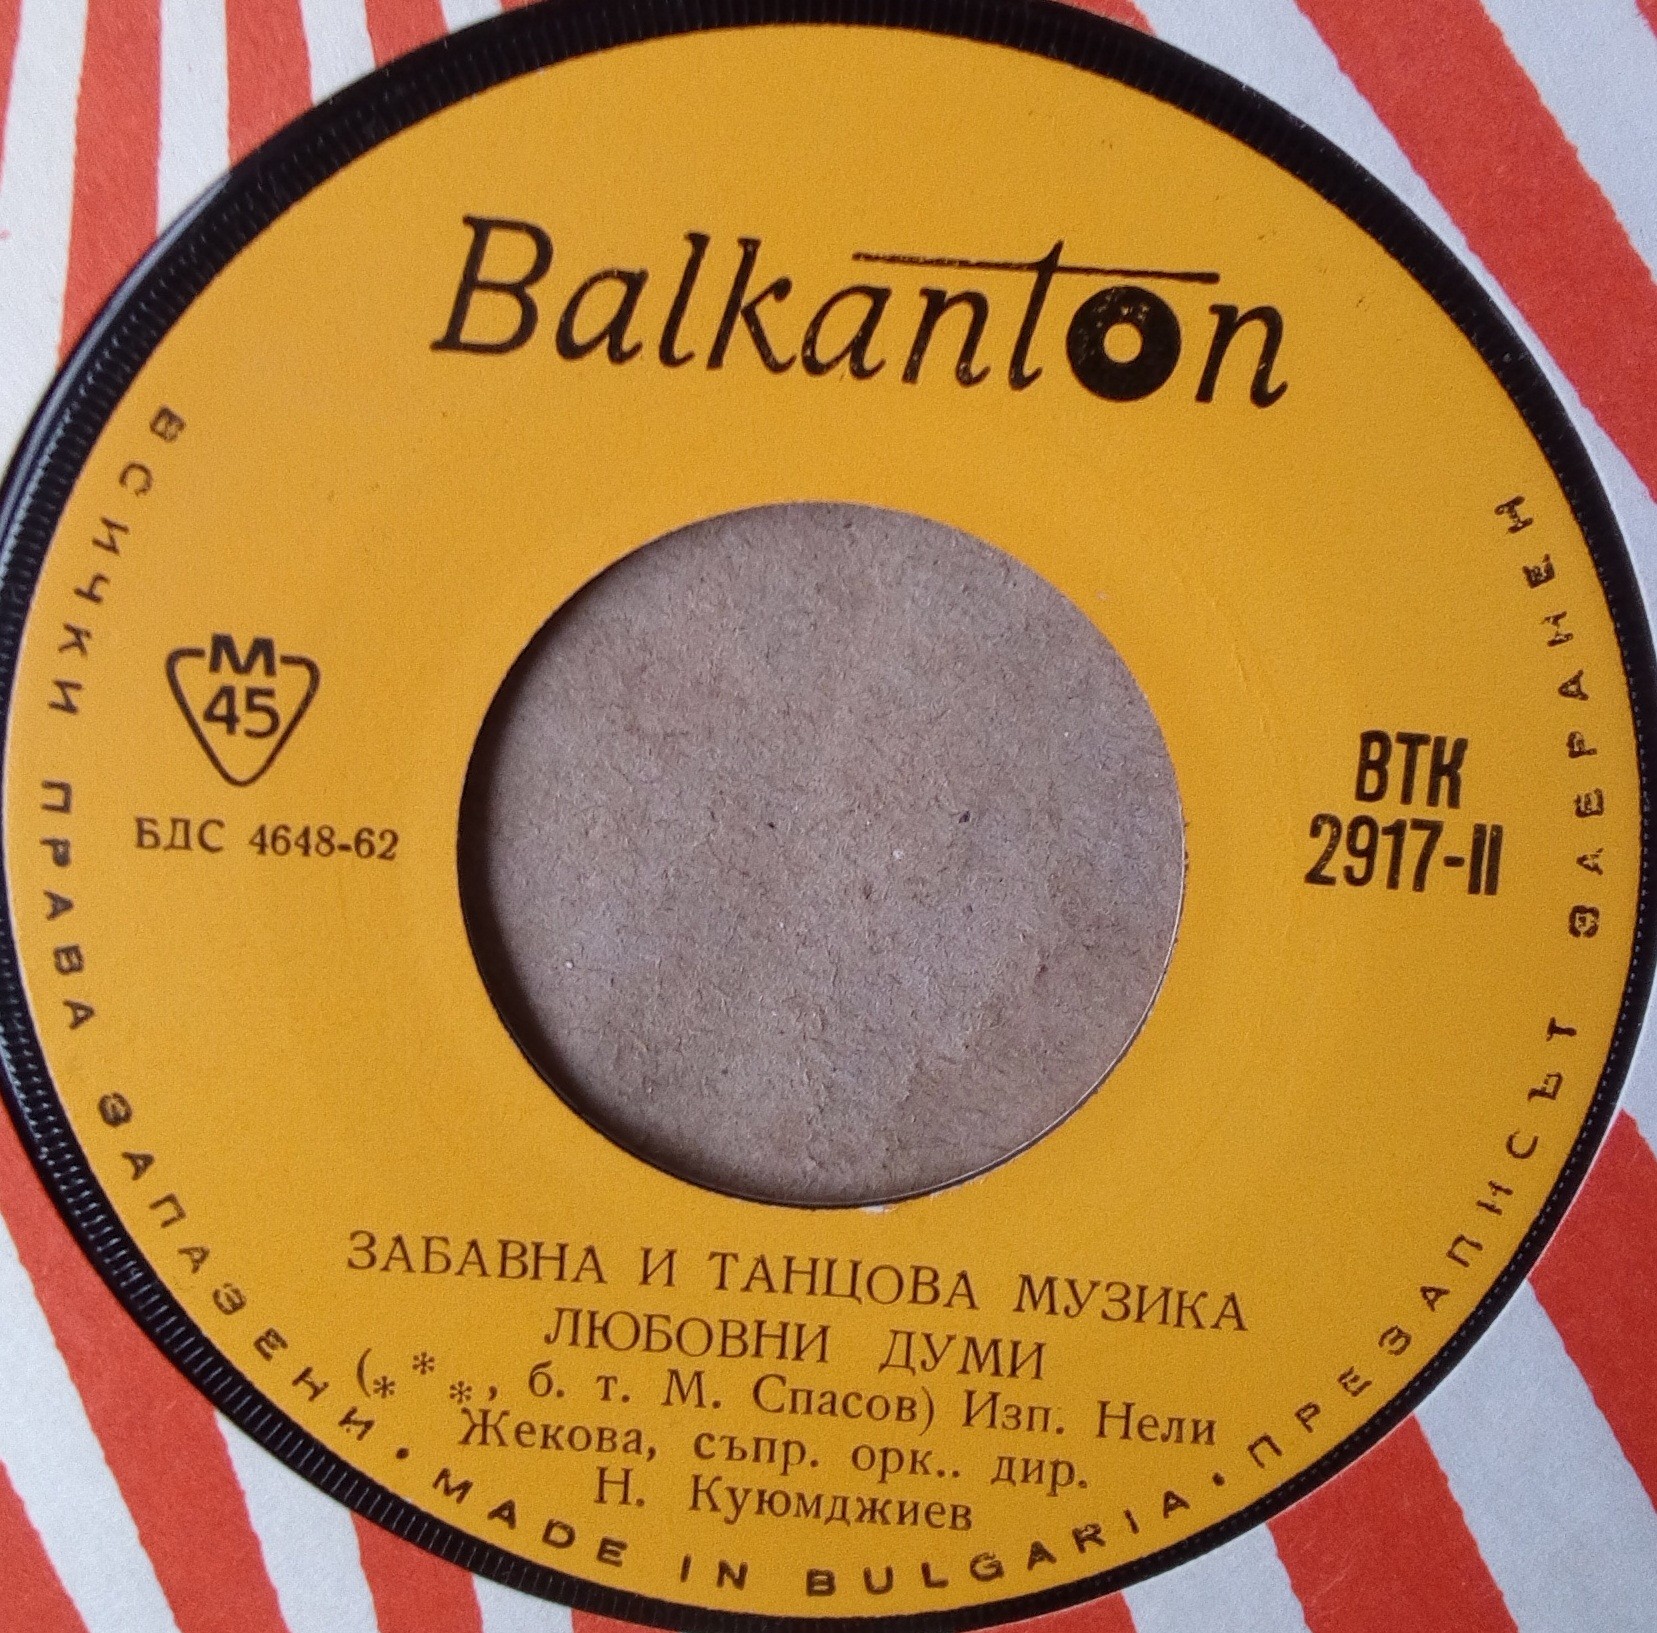 Balkanton
М
45
БДС 4648-62
ВТК
2917-II
ЗАБАВНА И ТАНЦОВА МУЗИКА
ЛЮБОВНИ ДУМИ
(* * *, б. т. М. Спасов) Изп. Нели
Жекова, съпр. орк.. дир.
Н. Куюмджиев
ВСИЧКИ ПРАВА ЗАПАЗЕНИ • MADE IN BULGARIA • ПРЕЗАПИСЪТ ЗАБРАНЕН